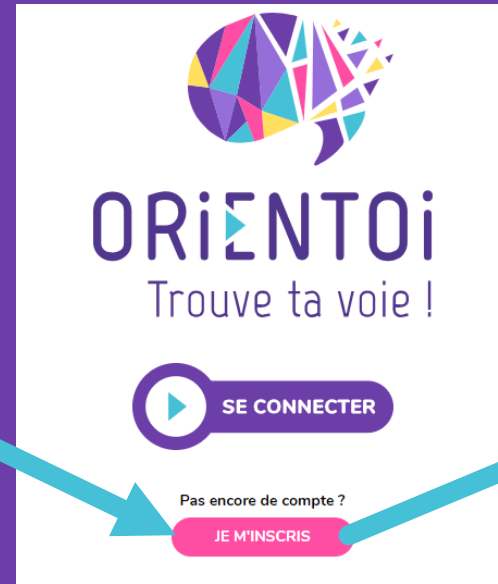 ORiENTOi
Trouve ta voie !
SE CONNECTER
Pas encore de compte ?
JE M'INSCRIS